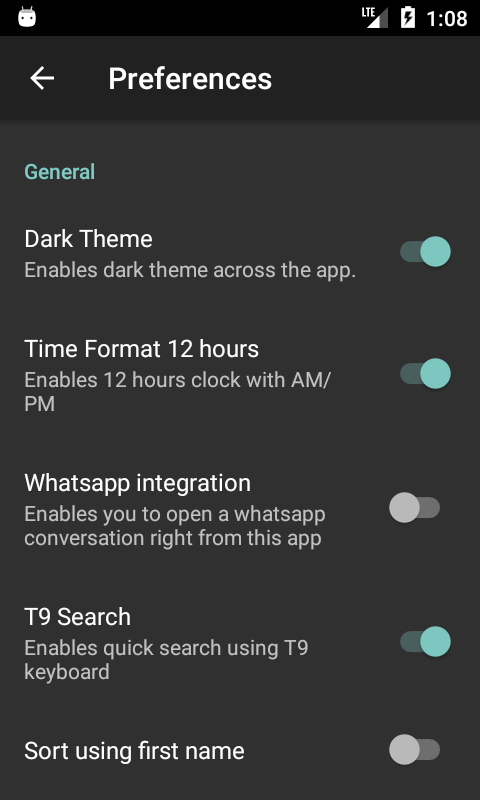 LTE 1:08
Preferences
General
Dark Theme
Enables dark theme across the app.
Time Format 12 hours
Enables 12 hours clock with AM/
PM
Whatsapp integration
Enables you to open a whatsapp
conversation right from this app
T9 Search
Enables quick search using T9
keyboard
Sort using first name